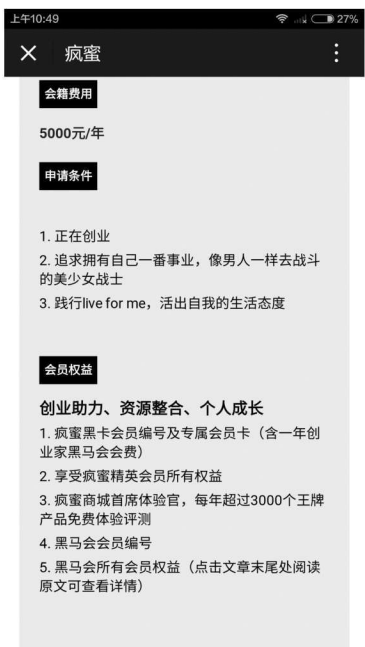 上午10:49
27%
疯蜜
会籍费用
5000元/年
申请条件
1. 正在创业
2. 追求拥有自己一番事业，像男人一样去战斗
的美少女战士
3. 践行live for me，活出自我的生活态度
会员权益
创业助力、资源整合、个人成长
1. 疯蜜黑卡会员编号及专属会员卡（含一年创
业家黑马会会费）
2. 享受疯蜜精英会员所有权益
3. 疯蜜商城首席体验官，每年超过3000个王牌
产品免费体验评测
4. 黑马会会员编号
5. 黑马会所有会员权益（点击文章末尾处阅读
原文可查看详情）